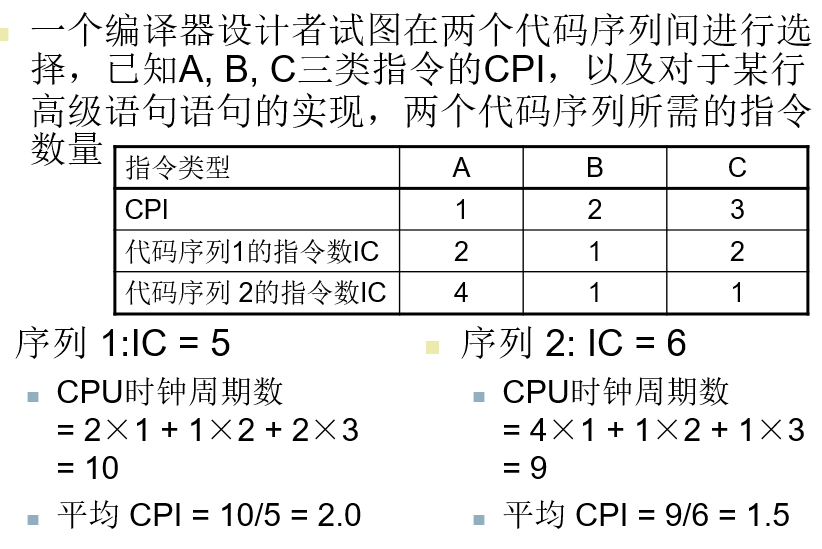 一个编译器设计者试图在两个代码序列间进行选
择，已知A, B, C三类指令的CPI，以及对于某行
高级语句语句的实现，两个代码序列所需的指令
数量
指令类型 A B C
CPI 1 2 3
代码序列1的指令数IC 2 1 2
代码序列 2的指令数IC 4 1 1
序列 1:IC = 5
CPU时钟周期数
= 2×1 + 1×2 + 2×3
= 10
平均 CPI = 10/5 = 2.0
序列 2: IC = 6
CPU时钟周期数
= 4×1 + 1×2 + 1×3
= 9
平均 CPI = 9/6 = 1.5